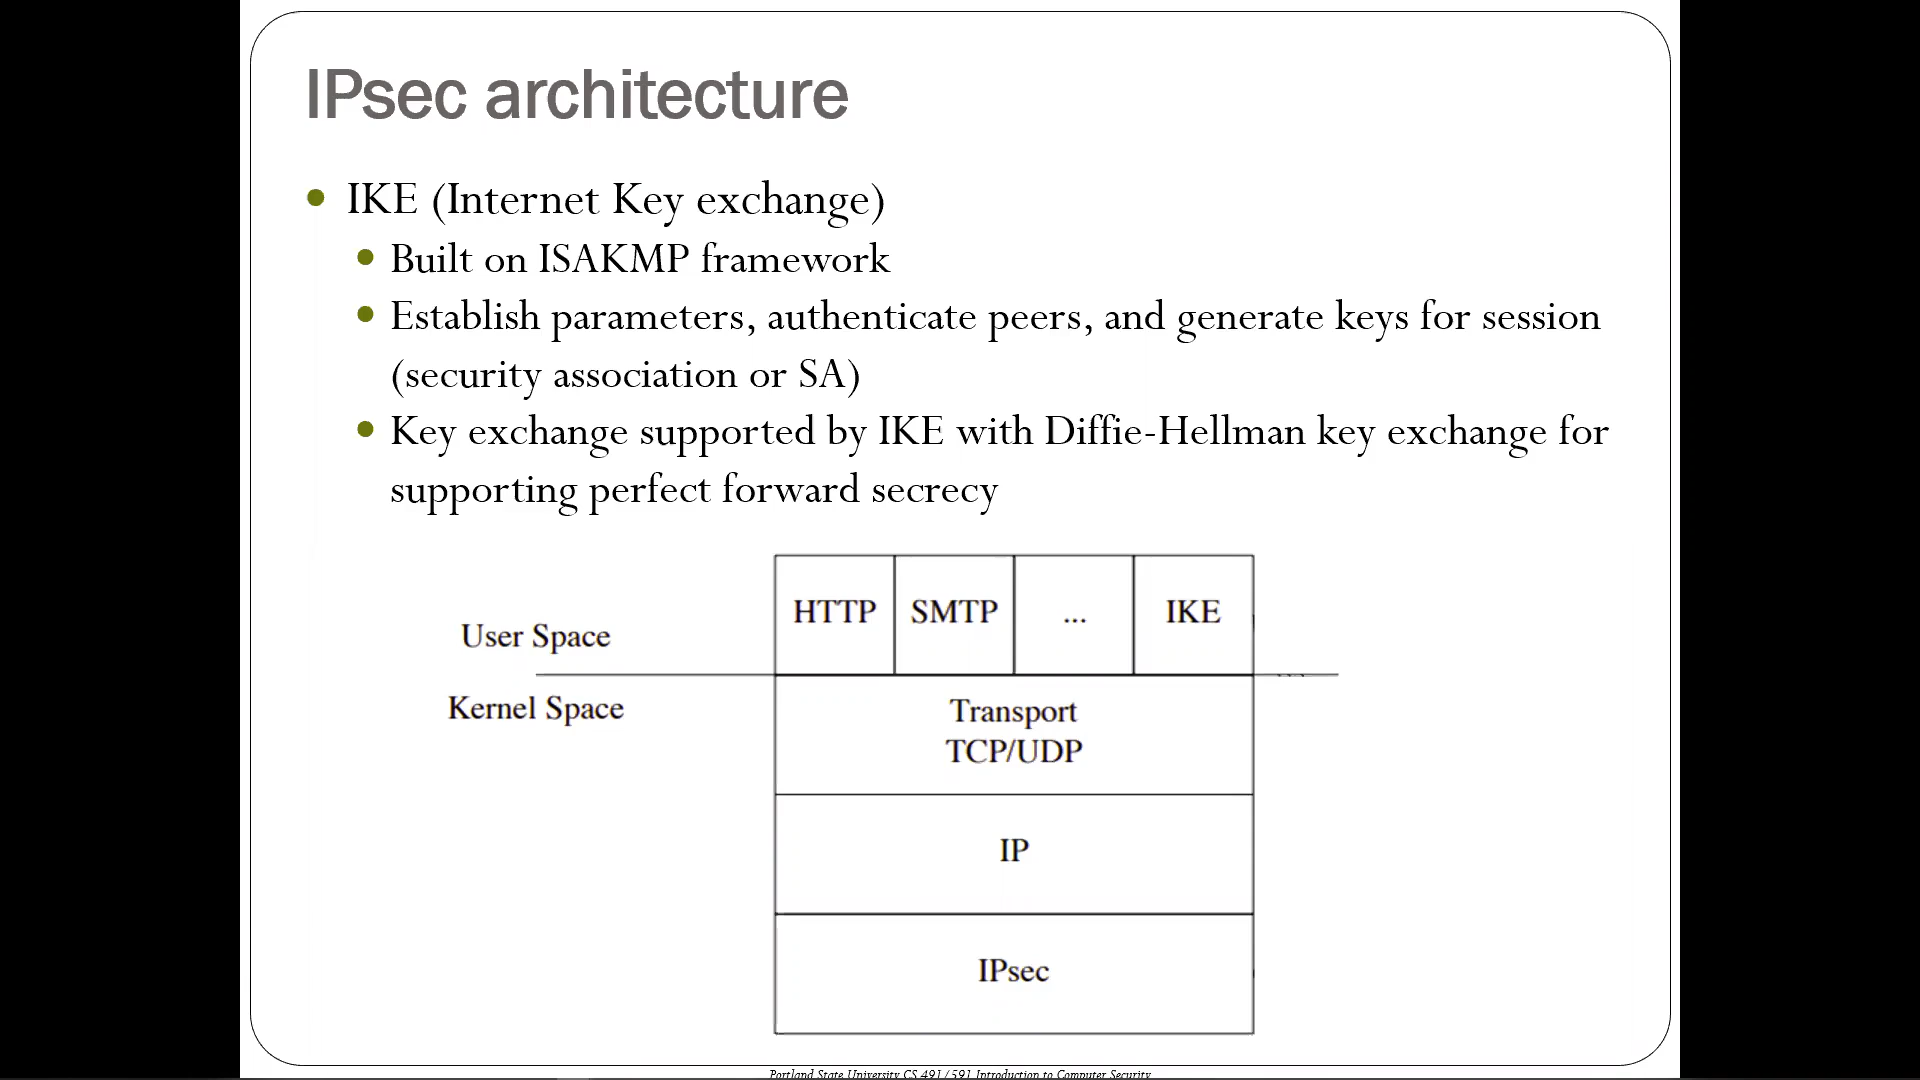 IPsec architecture
IKE (Internet Key exchange)
Built on ISAKMP framework
Establish parameters, authenticate peers, and generate keys for session
(security association or SA)
Key exchange supported by IKE with Diffie-Hellman key exchange for
supporting perfect forward secrecy
HTTP SMTP ... IKE
User Space
Kernel Space
Transport
TCP/UDP
IP
IPsec
Portland State University CS 491/591 Introduction to Computer Security